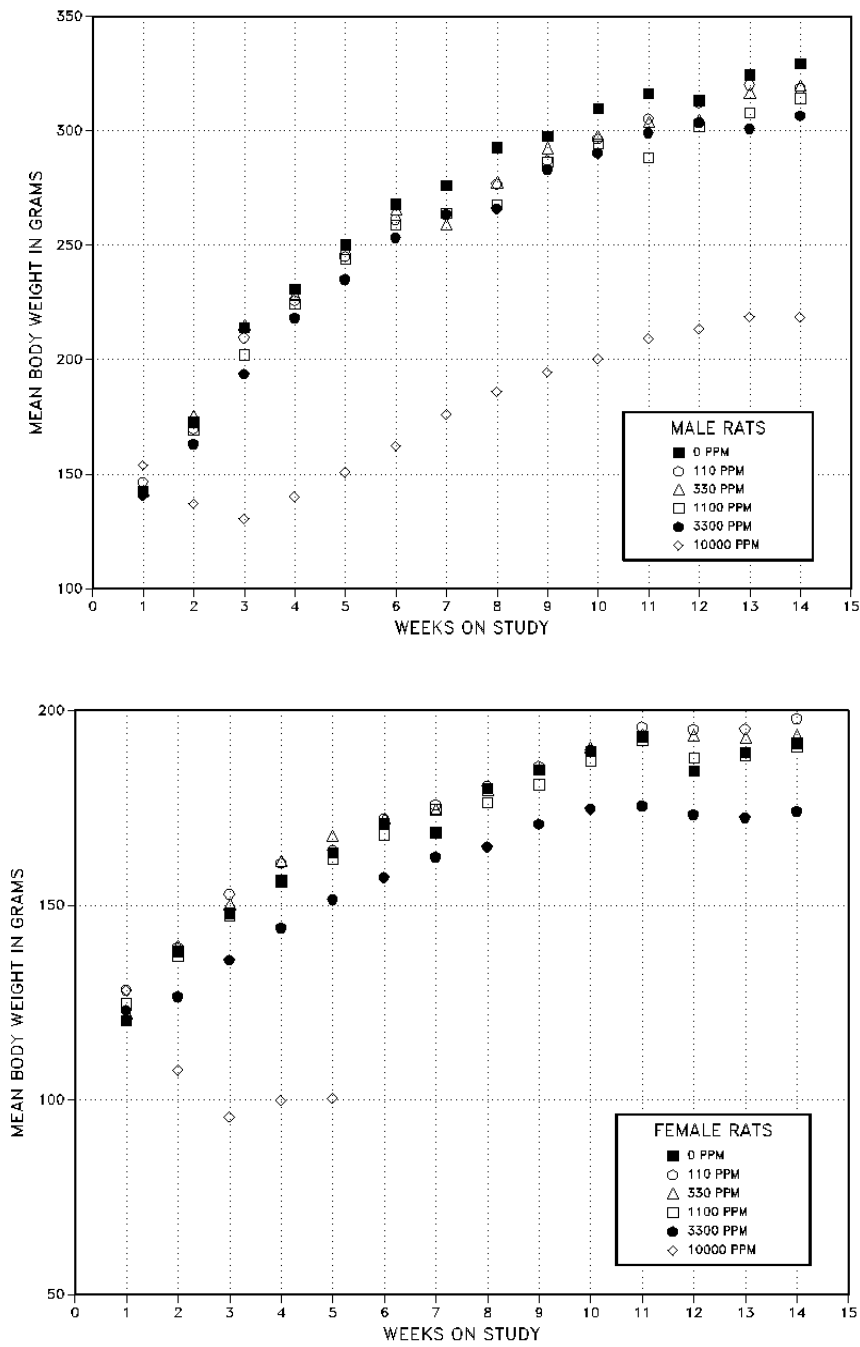 350
300
250
200
150
100
MEAN BODY WEIGHT IN GRAMS
MALE RATS
0 PPM
110 PPM
330 PPM
1100 PPM
3300 PPM
10000 PPM
0 1 2 3 4 5 6 7 8 9 10 11 12 13 14 15
WEEKS ON STUDY
200
150
100
50
MEAN BODY WEIGHT IN GRAMS
FEMALE RATS
0 PPM
110 PPM
330 PPM
1100 PPM
3300 PPM
10000 PPM
0 1 2 3 4 5 6 7 8 9 10 11 12 13 14 15
WEEKS ON STUDY